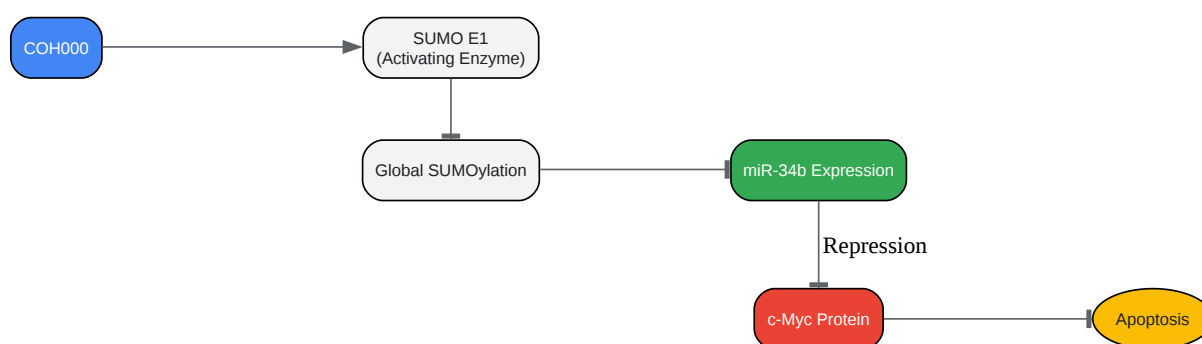 COH000
SUMO E1
(Activating Enzyme)
Global SUMOylation
miR-34b Expression
Repression
c-Myc Protein
Apoptosis